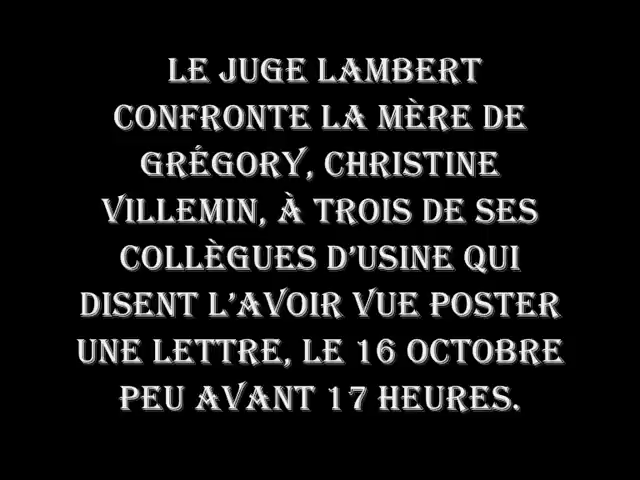 LE JUGE LAMBERT
CONFRONTE LA MÈRE DE
GRÉGORY, CHRISTINE
VILLEMIN, À TROIS DE SES
COLLÈGUES D’USINE QUI
DISENT L’AVOIR VUE POSTER
UNE LETTRE, LE 16 OCTOBRE
PEU AVANT 17 HEURES.